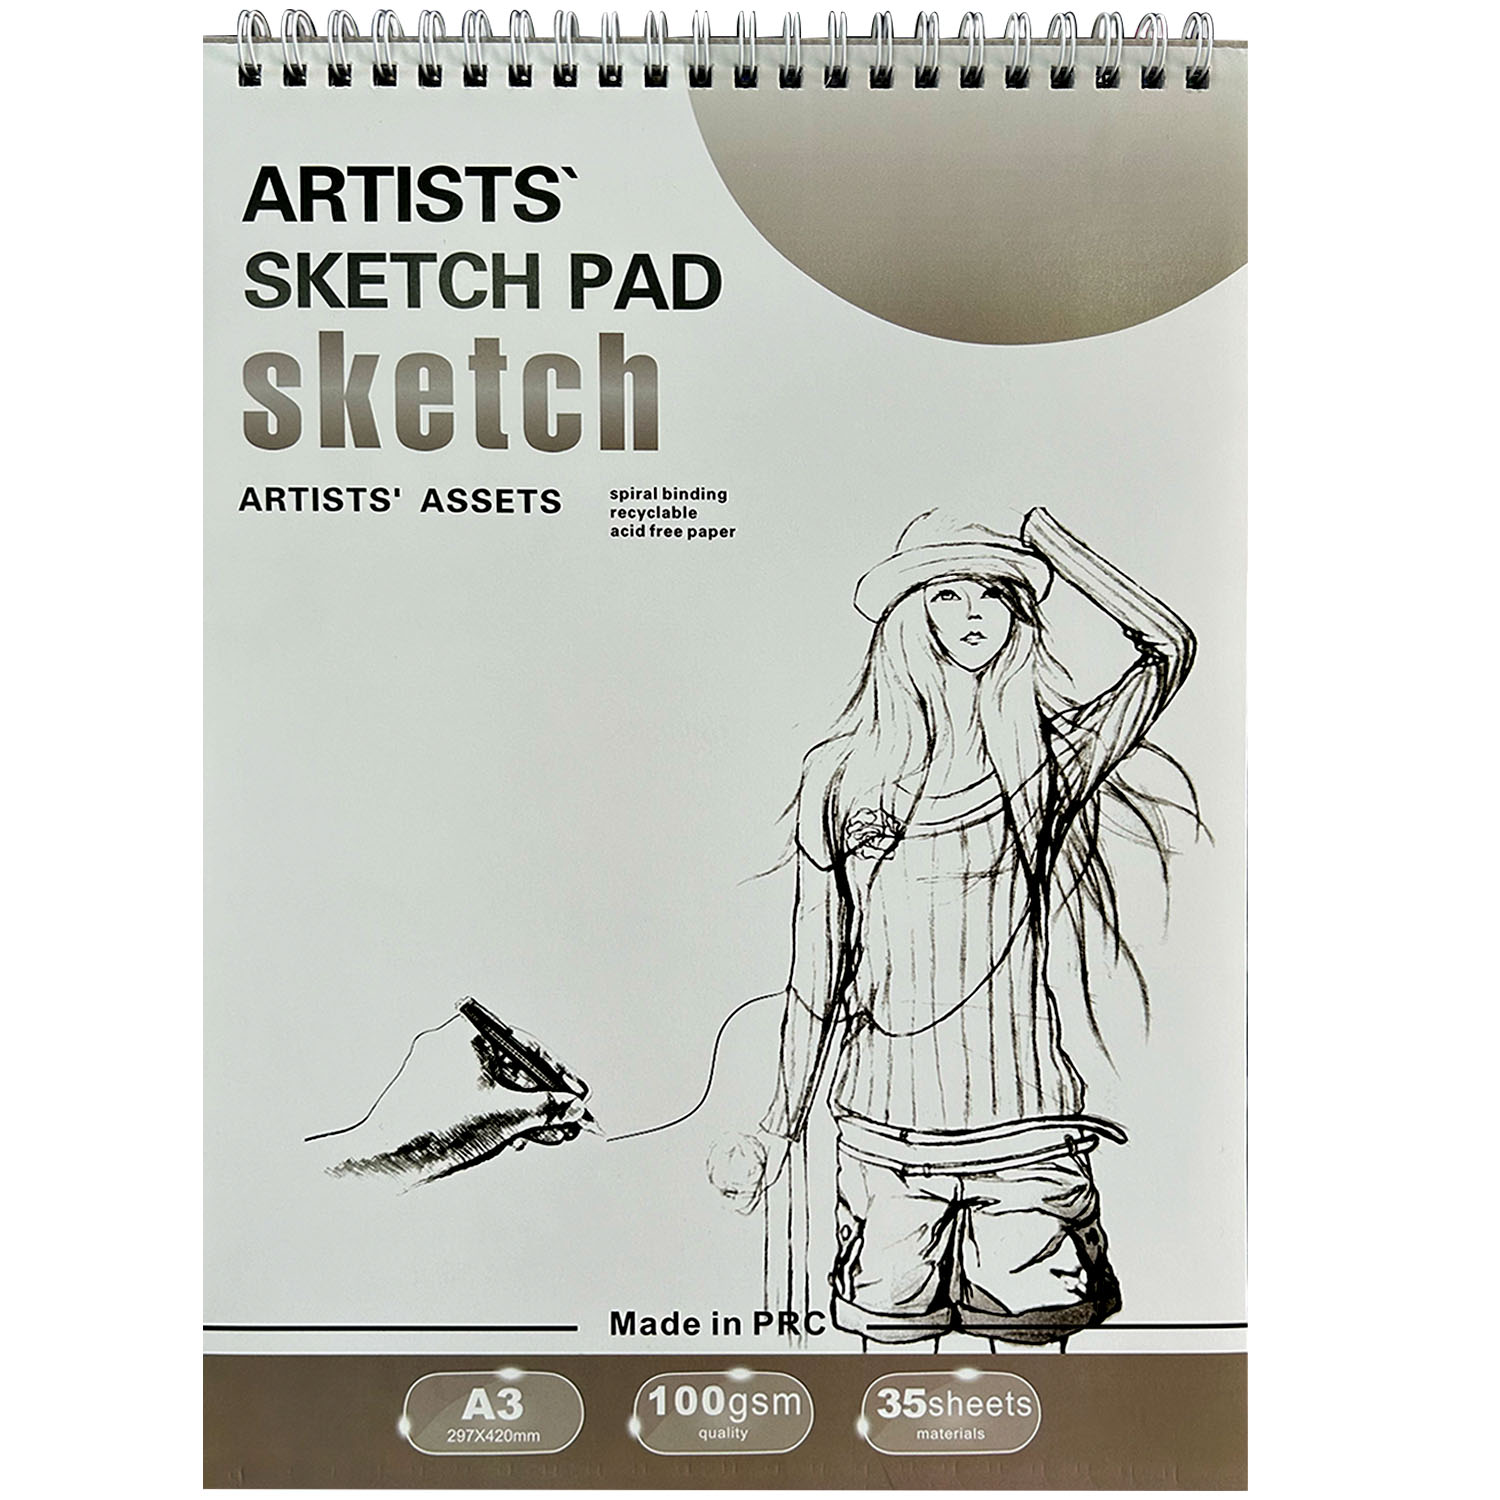 ARTISTS`
SKETCH PAD
sketch
ARTISTS' ASSETS
spiral binding
recyclable
acid free paper
Made in PRC
A3
297X420mm
100gsm
quality
35sheets
materials